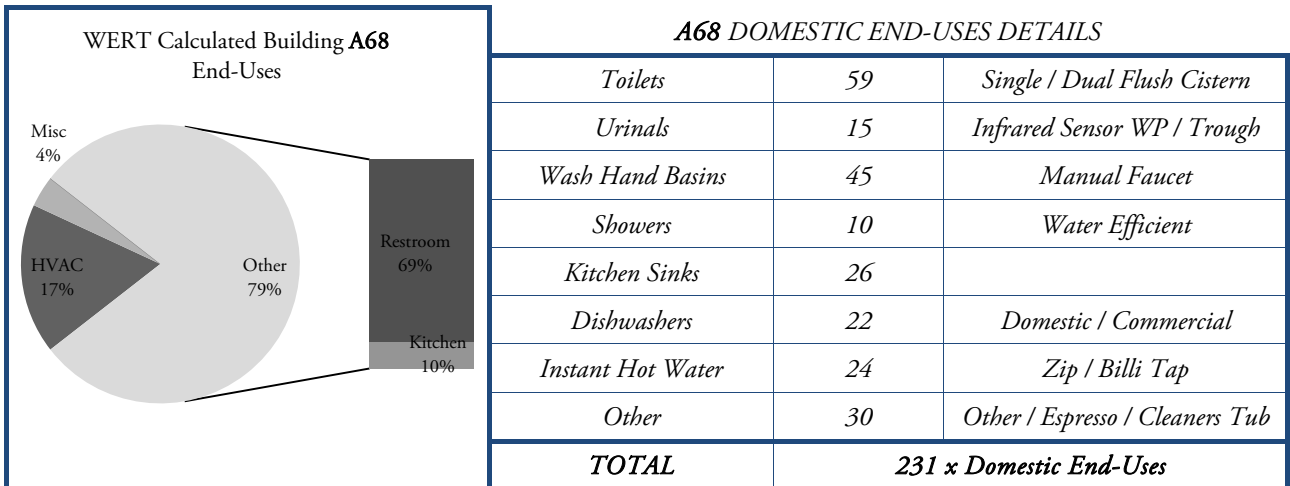 WERT Calculated Building A68
End-Uses
Misc
4%
HVAC
17%
Other
79%
Restroom
69%
Kitchen
10%
A68 DOMESTIC END-USES DETAILS
Toilets 59 Single / Dual Flush Cistern
Urinals 15 Infrared Sensor WP / Trough
Wash Hand Basins 45 Manual Faucet
Showers 10 Water Efficient
Kitchen Sinks 26
Dishwashers 22 Domestic / Commercial
Instant Hot Water 24 Zip / Billi Tap
Other 30 Other / Espresso / Cleaners Tub
TOTAL 231 x Domestic End-Uses